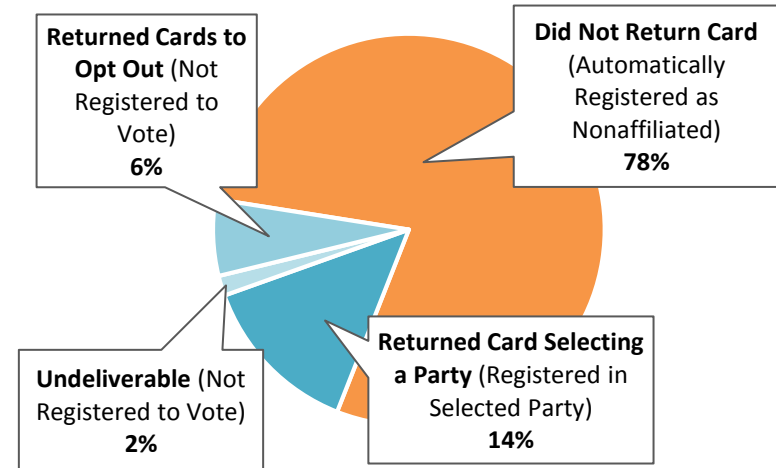 Returned Cards to
Opt Out (Not
Registered to
Vote)
6%
Did Not Return Card
(Automatically
Registered as
Nonaffiliated)
78%
Undeliverable (Not
Registered to Vote)
2%
Returned Card Selecting
a Party (Registered in
Selected Party)
14%